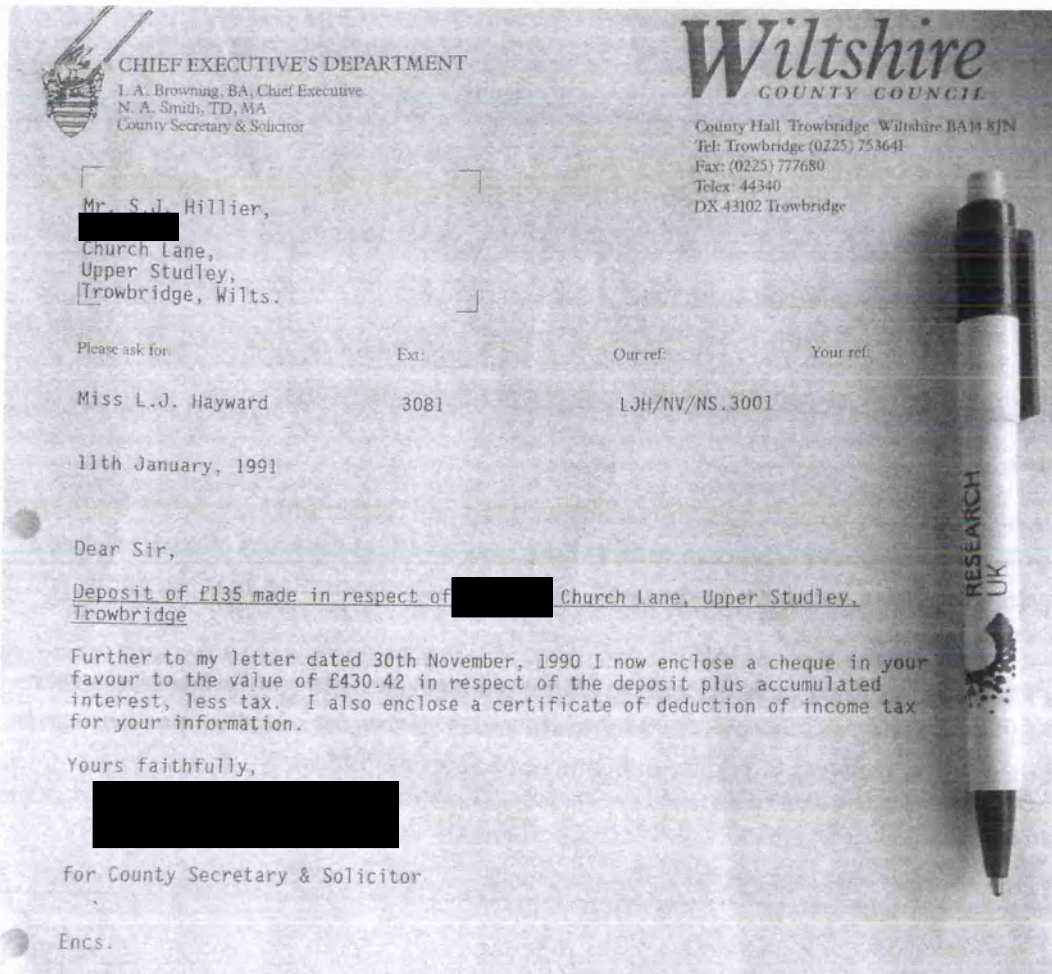 CHIEF EXECUTIVE'S DEPARTMENT
I. A. Browning, BA, Chief Executive
N. A. Smith, TD, MA
County Secretary & Solicitor
Wiltshire
COUNTY COUNCIL
County Hall Trowbridge Wiltshire BA14 8JN
Tel: Trowbridge (0225) 753641
Fax: (0225) 777680
Telex: 44340
DX 43102 Trowbridge
Mr. S.J. Hillier,
Church Lane,
Upper Studley,
Trowbridge, Wilts.
Please ask for: Ext: Our ref: Your ref:
Miss L.J. Hayward 3081 LJH/NV/NS.3001
11th January, 1991
Dear Sir,
Deposit of £135 made in respect of Church Lane, Upper Studley,
Trowbridge
Further to my letter dated 30th November, 1990 I now enclose a cheque in your
favour to the value of £430.42 in respect of the deposit plus accumulated
interest, less tax. I also enclose a certificate of deduction of income tax
for your information.
Yours faithfully,
for County Secretary & Solicitor
Encs.
RESEARCH
UK